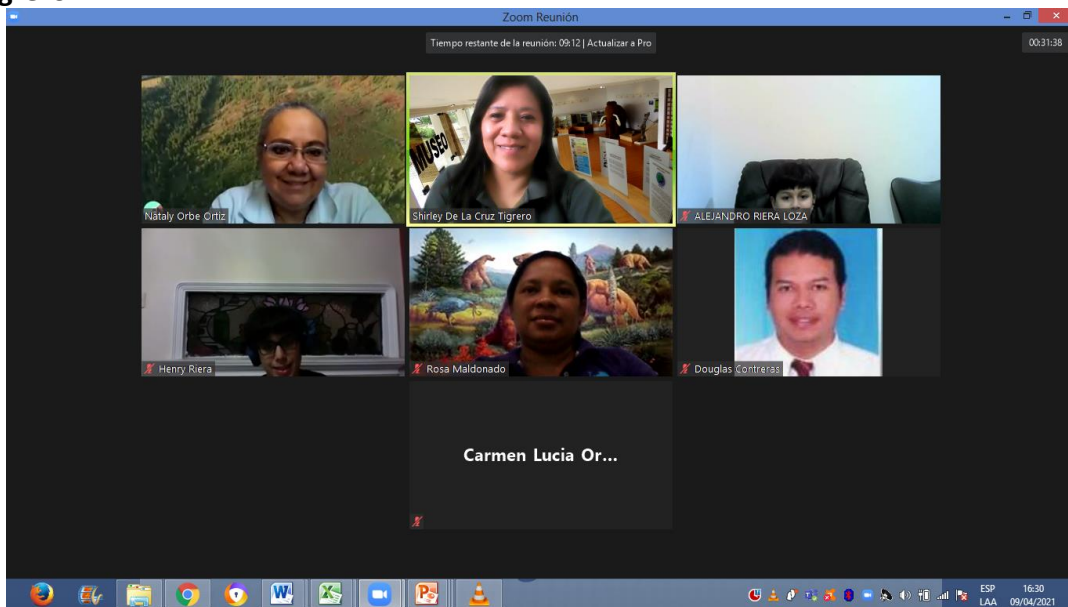 Zoom Reunión
Tiempo restante de la reunión: 09:12 | Actualizar a Pro
00:31:38
MUSEO
Nataly Orbe Ortiz
Shirley De La Cruz Tigrero
ALEJANDRO RIERA LOZA
Henry Riera
Rosa Maldonado
Douglas Contreras
Carmen Lucia Or...
ESP
16:30
LAA
09/04/2021